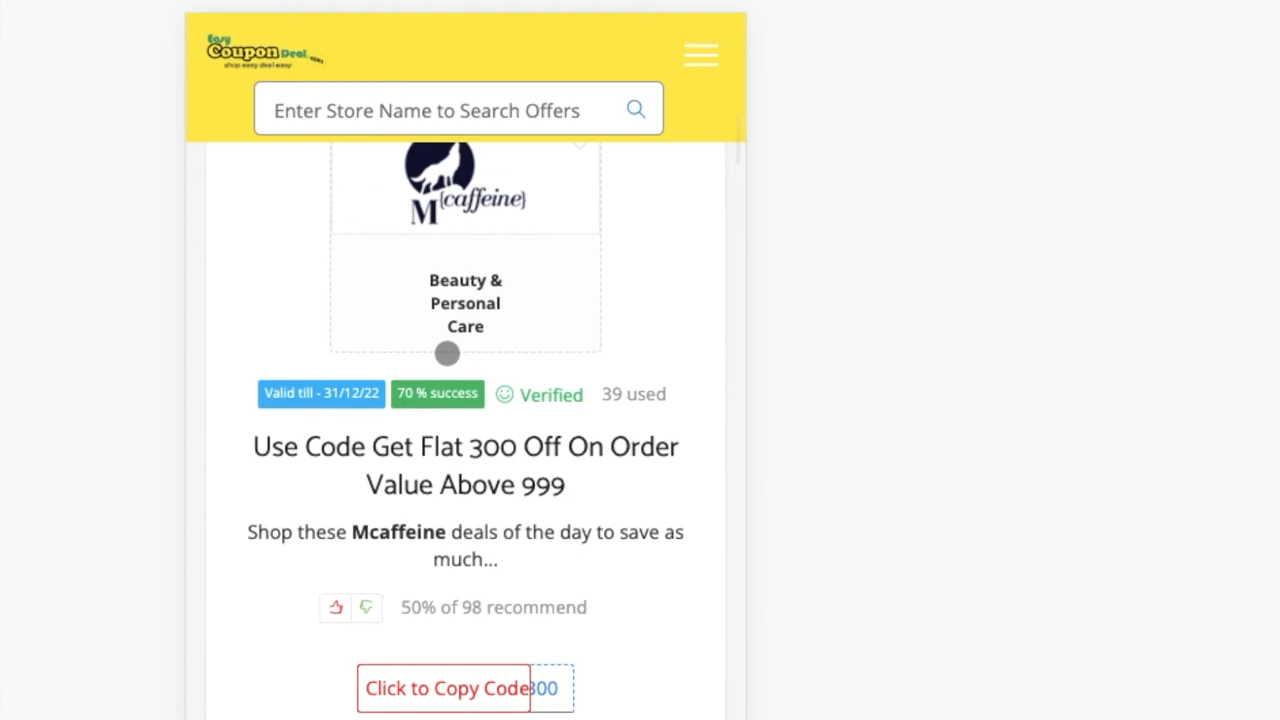 Easy
Coupon Deal .com
shop easy deal easy
Enter Store Name to Search Offers
M{caffeine}
Beauty &
Personal
Care
Valid till - 31/12/22 70 % success Verified 39 used
Use Code Get Flat 300 Off On Order
Value Above 999
Shop these Mcaffeine deals of the day to save as
much...
50% of 98 recommend
Click to Copy Code 300